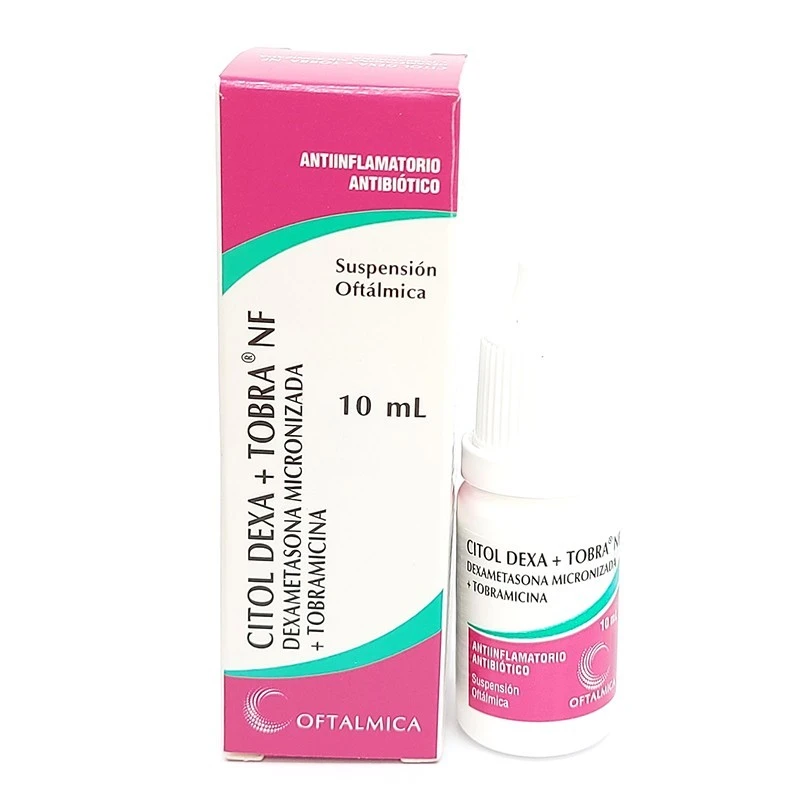 ANTIINFLAMATORIO
ANTIBIÓTICO
Suspensión
Oftálmica
10 mL
CITOL DEXA + TOBRA® NF
DEXAMETASONA MICRONIZADA
+ TOBRAMICINA
OFTALMICA
CITOL DEXA + TOBRA®
DEXAMETASONA MICRONIZADA
+ TOBRAMICINA
10 mL
ANTIINFLAMATORIO
ANTIBIÓTICO
Suspensión
Oftálmica
OFTALMICA